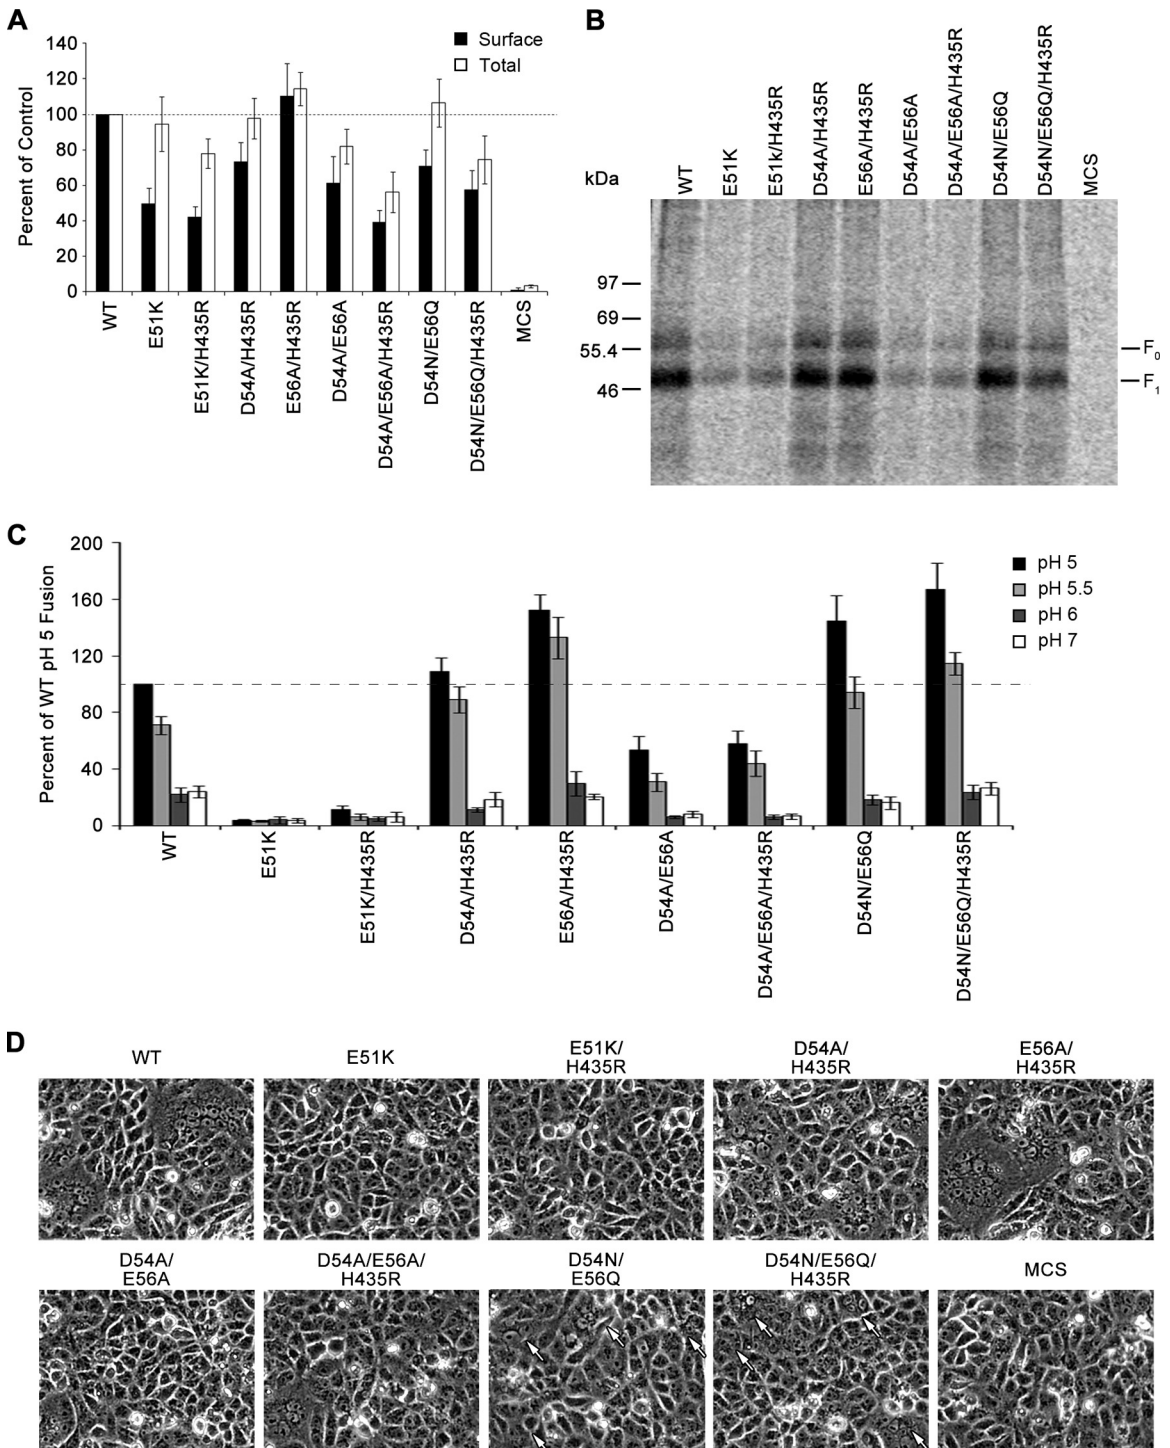 A
140
120
100
80
60
40
20
0
Percent of Control
Surface
Total
WT
E51K
E51K/H435R
D54A/H435R
E56A/H435R
D54A/E56A
D54A/E56A/H435R
D54N/E56Q
D54N/E56Q/H435R
MCS
B
kDa
WT
E51K
E51k/H435R
D54A/H435R
E56A/H435R
D54A/E56A
D54A/E56A/H435R
D54N/E56Q
D54N/E56Q/H435R
MCS
97
69
55.4
46
F0
F1
C
200
160
120
80
40
0
Percent of WT pH 5 Fusion
pH 5
pH 5.5
pH 6
pH 7
WT
E51K
E51K/H435R
D54A/H435R
E56A/H435R
D54A/E56A
D54A/E56A/H435R
D54N/E56Q
D54N/E56Q/H435R
D
WT
E51K
E51K/
H435R
D54A/
H435R
E56A/
H435R
D54A/
E56A
D54A/E56A/
H435R
D54N/
E56Q
D54N/E56Q/
H435R
MCS